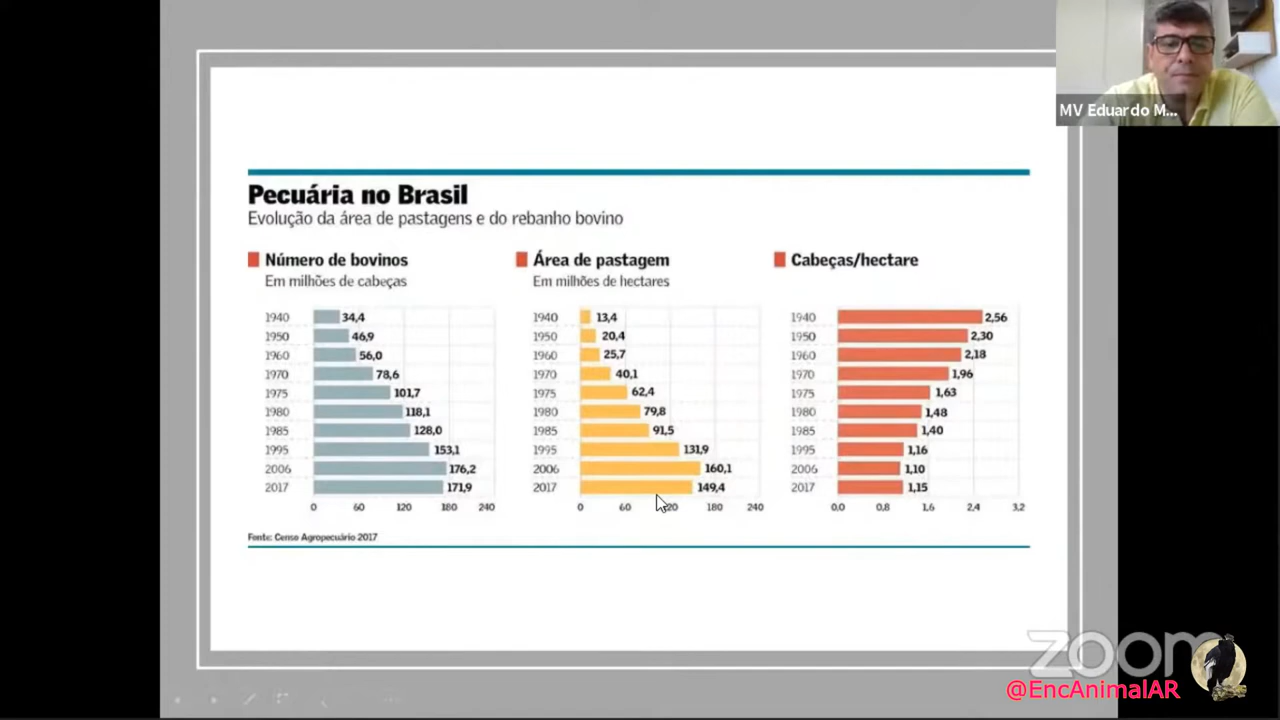 MV Eduardo M...
Pecuária no Brasil
Evolução da área de pastagens e do rebanho bovino
Número de bovinos
Em milhões de cabeças
1940 34,4
1950 46,9
1960 56,0
1970 78,6
1975 101,7
1980 118,1
1985 128,0
1995 153,1
2006 176,2
2017 171,9
0 60 120 180 240
Área de pastagem
Em milhões de hectares
1940 13,4
1950 20,4
1960 25,7
1970 40,1
1975 62,4
1980 79,8
1985 91,5
1995 131,9
2006 160,1
2017 149,4
0 60 120 180 240
Cabeças/hectare
1940 2,56
1950 2,30
1960 2,18
1970 1,96
1975 1,63
1980 1,48
1985 1,40
1995 1,16
2006 1,10
2017 1,15
0,0 0,8 1,6 2,4 3,2
Fonte: Censo Agropecuário 2017
zoom
@EncAnimalAR